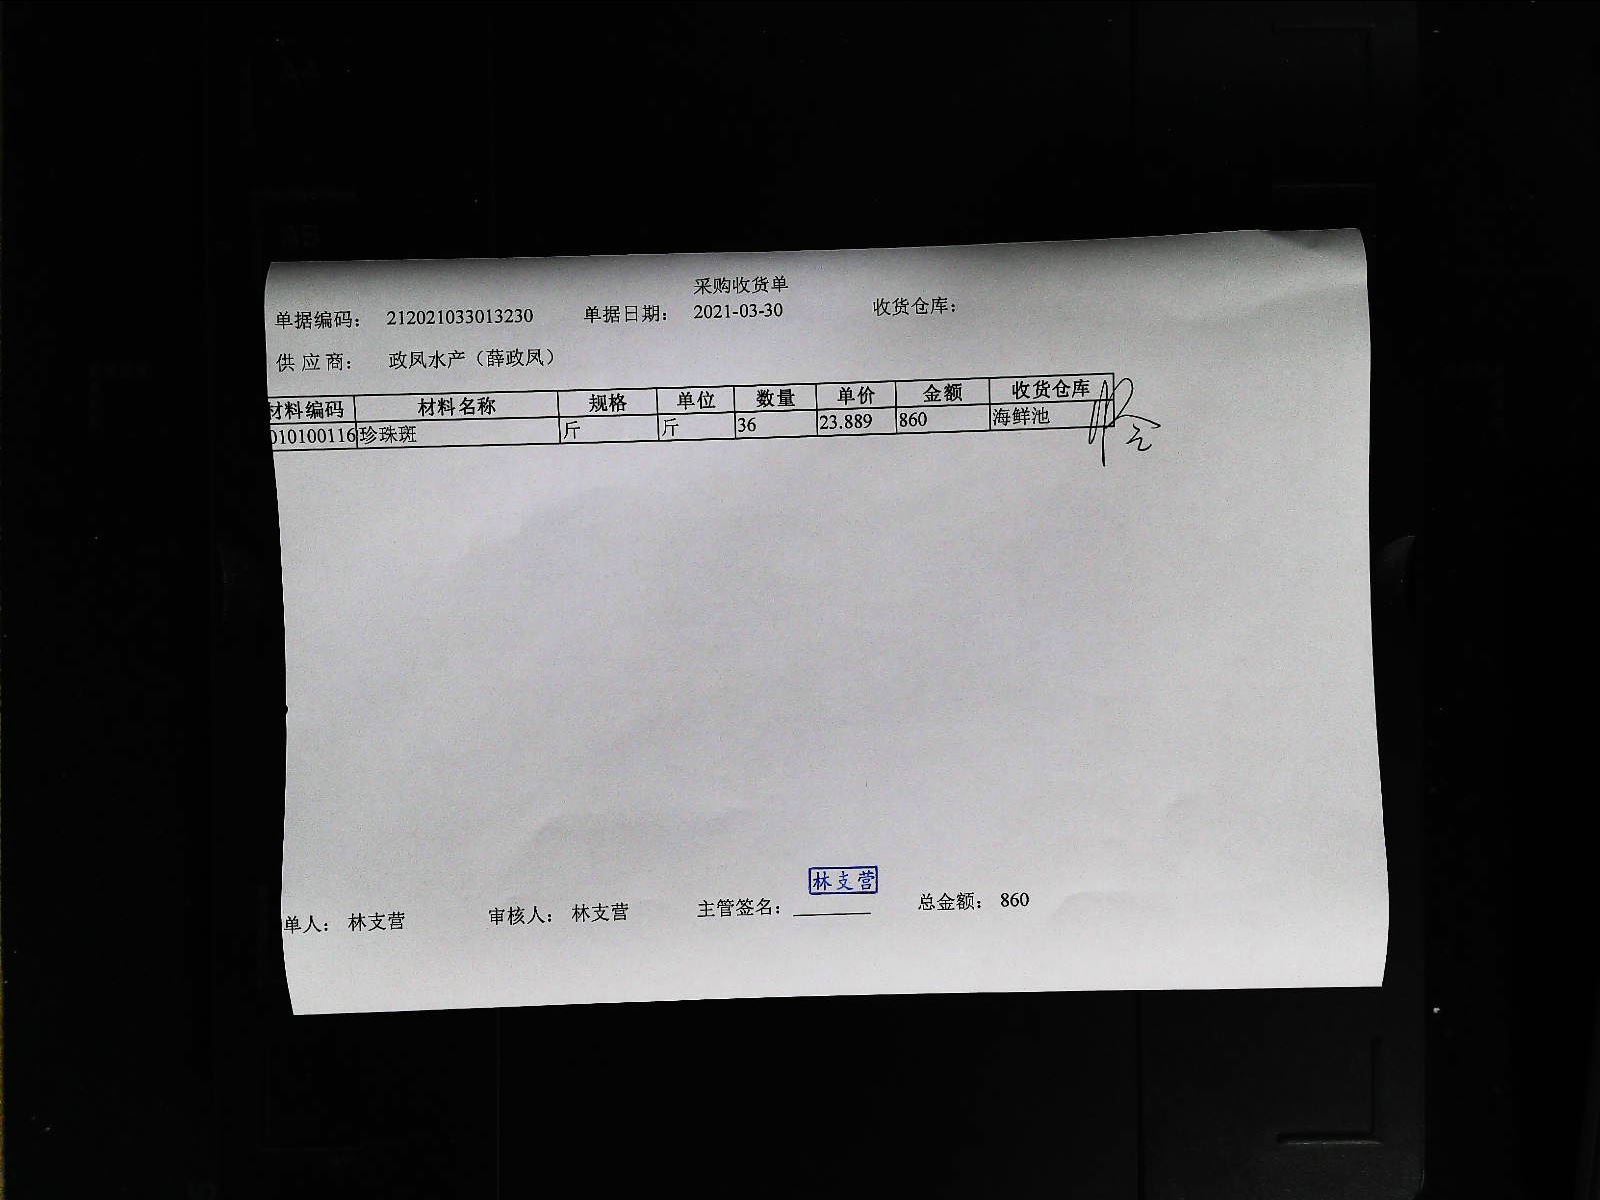 采购收货单
单据编码： 212021033013230 单据日期： 2021-03-30 收货仓库：
供 应 商： 政凤水产（薛政凤）
材料编码 材料名称 规格 单位 数量 单价 金额 收货仓库
010100116 珍珠斑 斤 斤 36 23.889 860 海鲜池
林支营
单人： 林支营 审核人： 林支营 主管签名： 总金额： 860